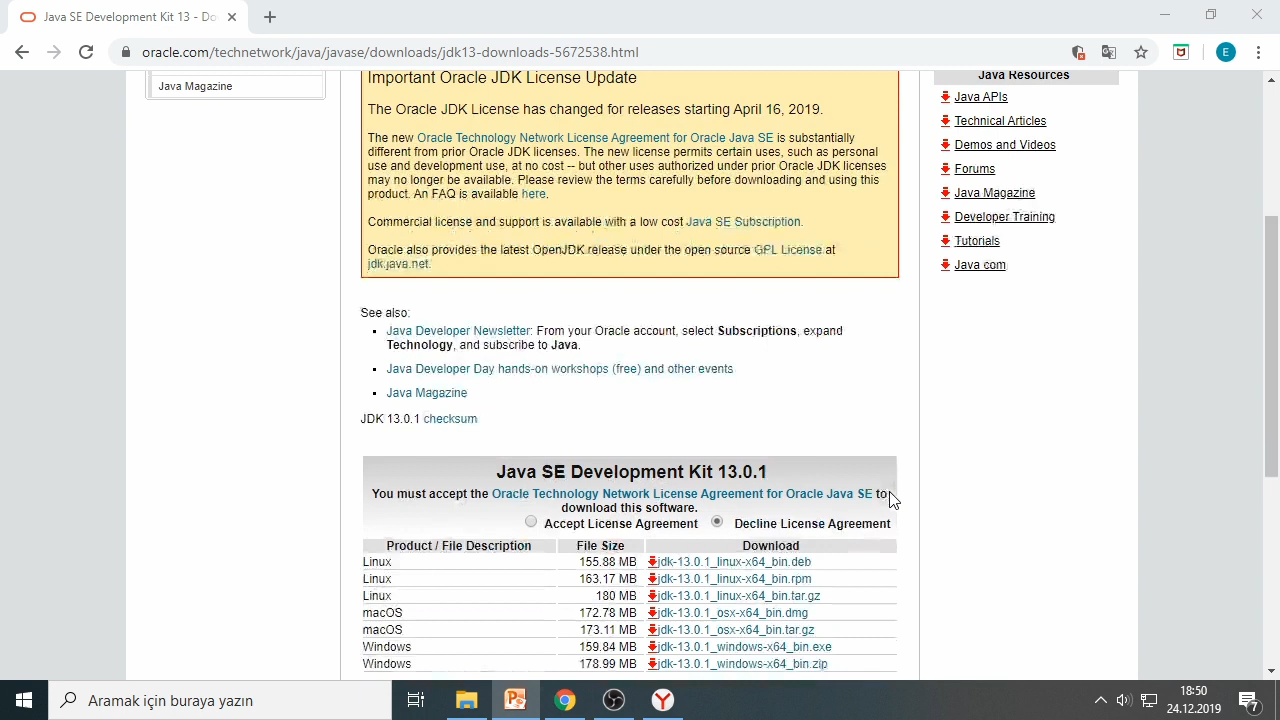 Java SE Development Kit 13 - Do
oracle.com/technetwork/java/javase/downloads/jdk13-downloads-5672538.html
E
Java Magazine
Important Oracle JDK License Update
The Oracle JDK License has changed for releases starting April 16, 2019.
The new Oracle Technology Network License Agreement for Oracle Java SE is substantially
different from prior Oracle JDK licenses. The new license permits certain uses, such as personal
use and development use, at no cost -- but other uses authorized under prior Oracle JDK licenses
may no longer be available. Please review the terms carefully before downloading and using this
product. An FAQ is available here.
Commercial license and support is available with a low cost Java SE Subscription.
Oracle also provides the latest OpenJDK release under the open source GPL License at
jdk.java.net.
See also:
Java Developer Newsletter: From your Oracle account, select Subscriptions, expand
Technology, and subscribe to Java.
Java Developer Day hands-on workshops (free) and other events
Java Magazine
JDK 13.0.1 checksum
Java SE Development Kit 13.0.1
You must accept the Oracle Technology Network License Agreement for Oracle Java SE to
download this software.
Accept License Agreement Decline License Agreement
Product / File Description File Size Download
Linux 155.88 MB jdk-13.0.1_linux-x64_bin.deb
Linux 163.17 MB jdk-13.0.1_linux-x64_bin.rpm
Linux 180 MB jdk-13.0.1_linux-x64_bin.tar.gz
macOS 172.78 MB jdk-13.0.1_osx-x64_bin.dmg
macOS 173.11 MB jdk-13.0.1_osx-x64_bin.tar.gz
Windows 159.84 MB jdk-13.0.1_windows-x64_bin.exe
Windows 178.99 MB jdk-13.0.1_windows-x64_bin.zip
Java Resources
Java APIs
Technical Articles
Demos and Videos
Forums
Java Magazine
Developer Training
Tutorials
Java com
Aramak için buraya yazın
18:50
24.12.2019
7